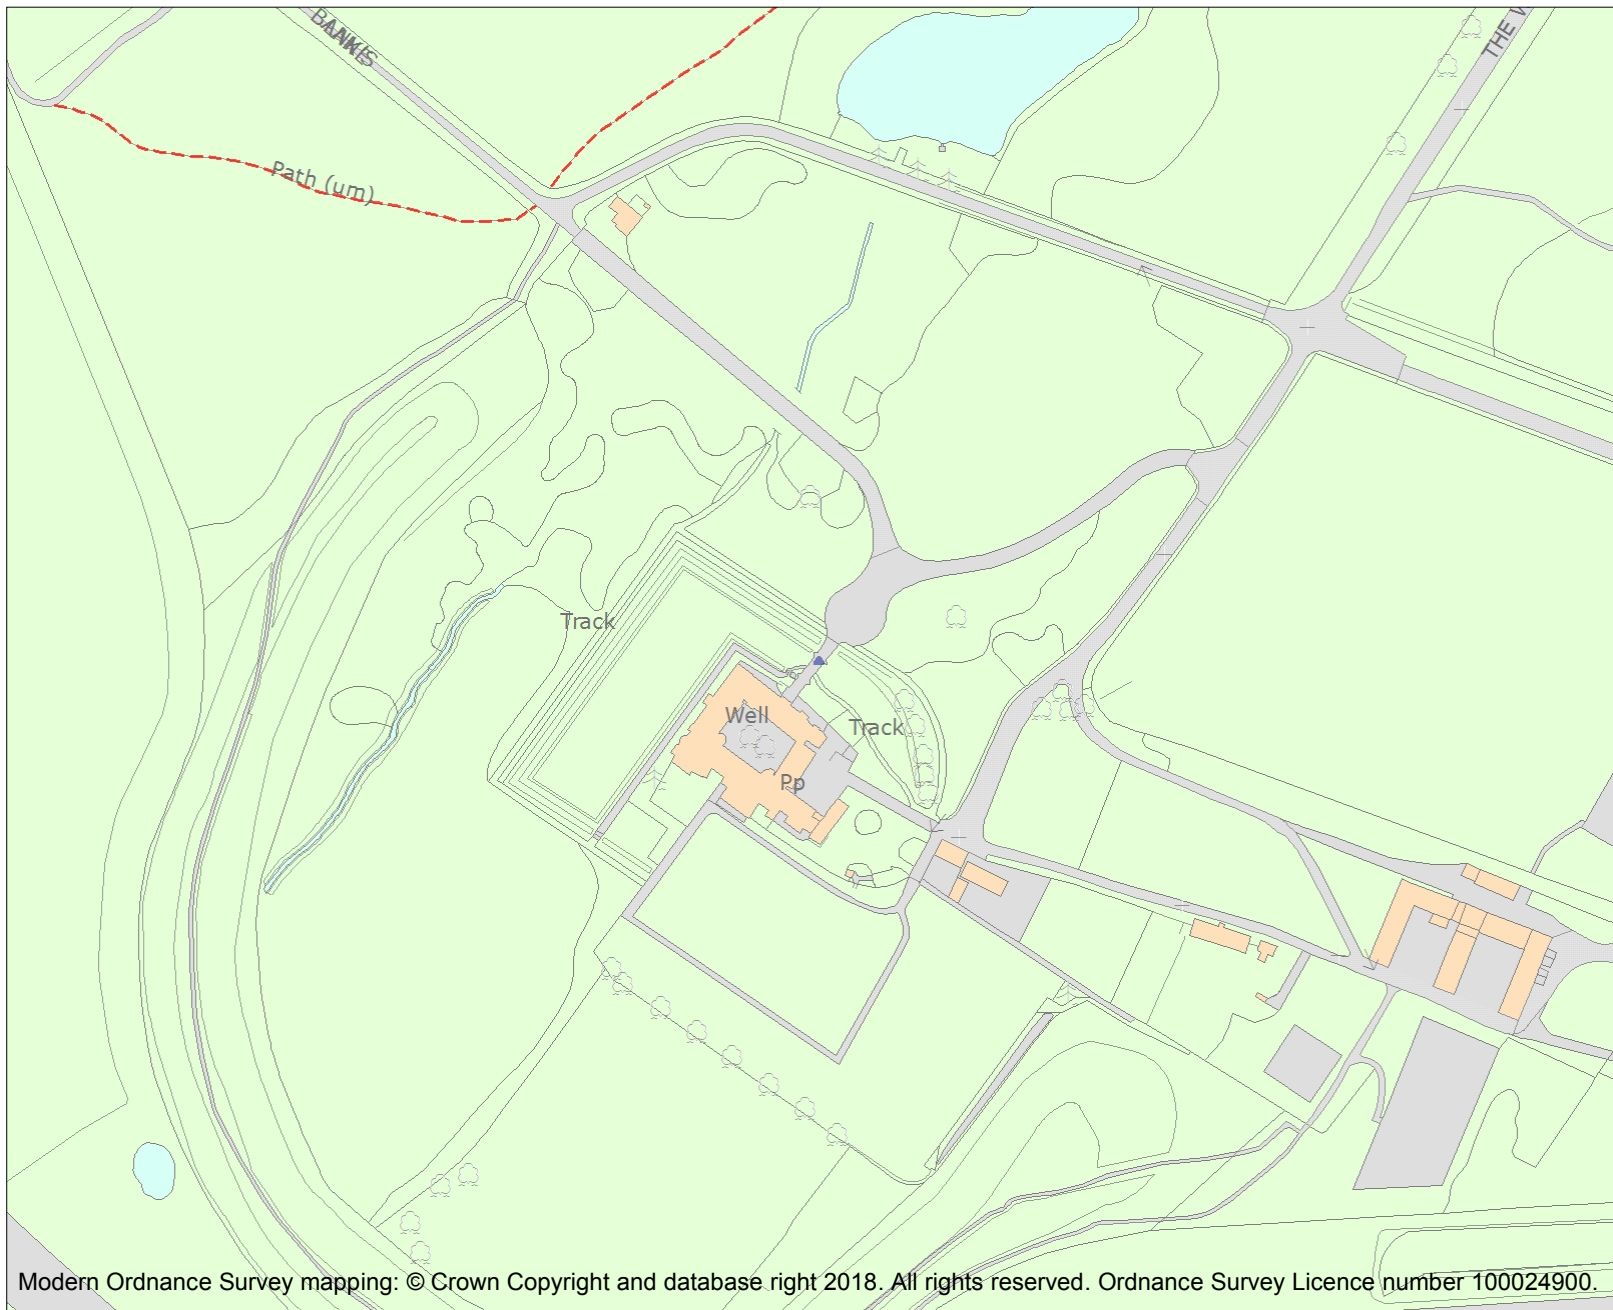 BANKS
THE
Path (um)
Track
Well
Track
Pp
Modern Ordnance Survey mapping: © Crown Copyright and database right 2018. All rights reserved. Ordnance Survey Licence number 100024900.